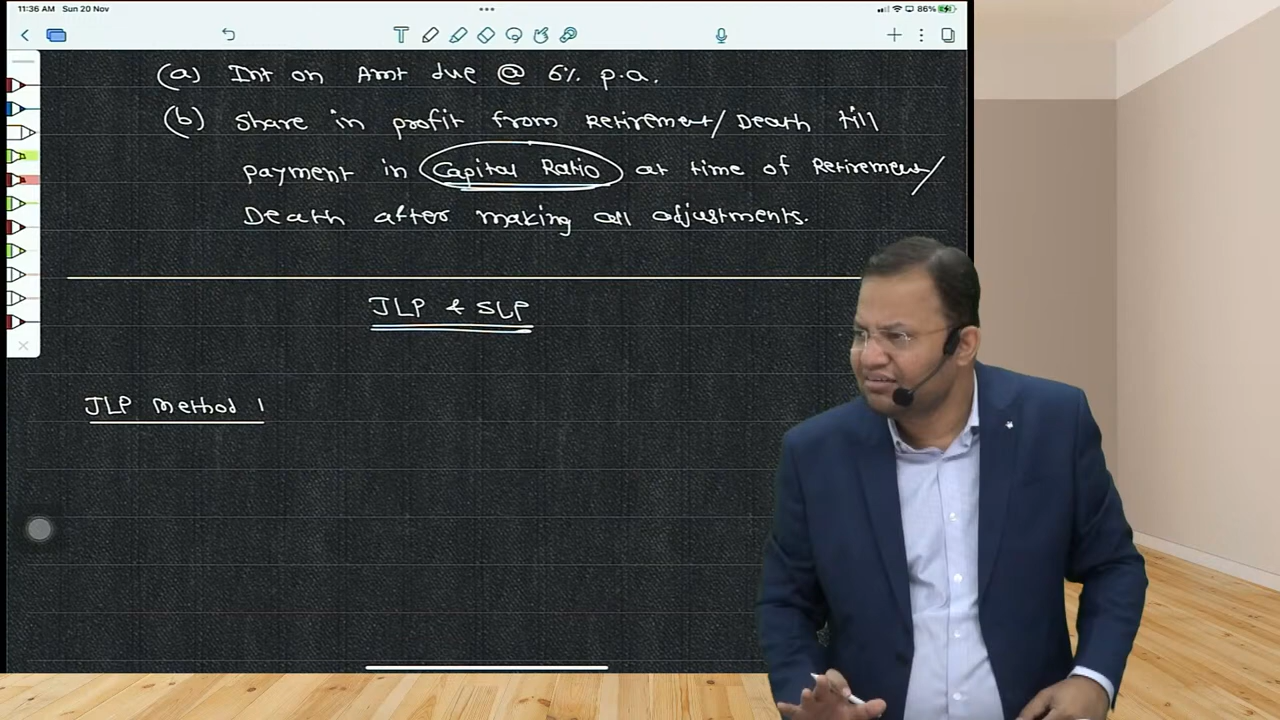 11:36 AM Sun 20 Nov
86%
(a) Int on Amt due @ 6% p.a.
(b) Share in profit from Retirement/Death till
payment in Capital Ratio at time of Retirement/
Death after making all adjustments.
JLP & SLP
JLP Method 1